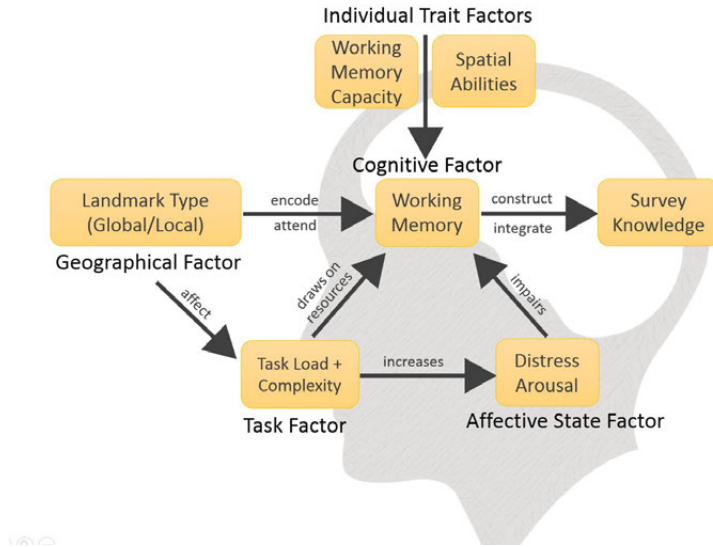 Individual Trait Factors
Working
Memory
Capacity
Spatial
Abilities
Cognitive Factor
Landmark Type
(Global/Local)
encode
attend
Working
Memory
construct
integrate
Survey
Knowledge
Geographical Factor
affect
draws on
resources
impairs
Task Load +
Complexity
increases
Distress
Arousal
Task Factor
Affective State Factor